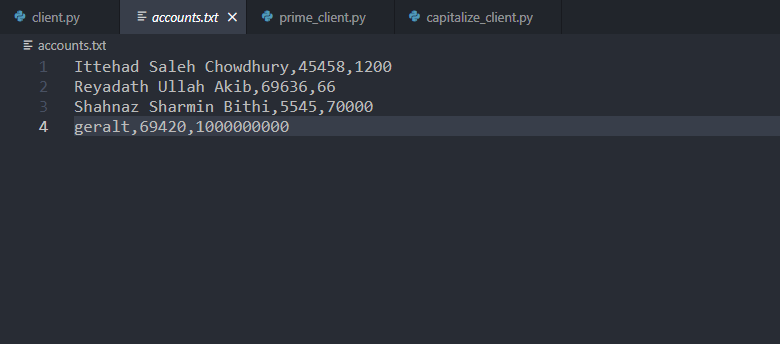 client.py accounts.txt prime_client.py capitalize_client.py
accounts.txt
1 Ittehad Saleh Chowdhury,45458,1200
2 Reyadath Ullah Akib,69636,66
3 Shahnaz Sharmin Bithi,5545,70000
4 geralt,69420,1000000000